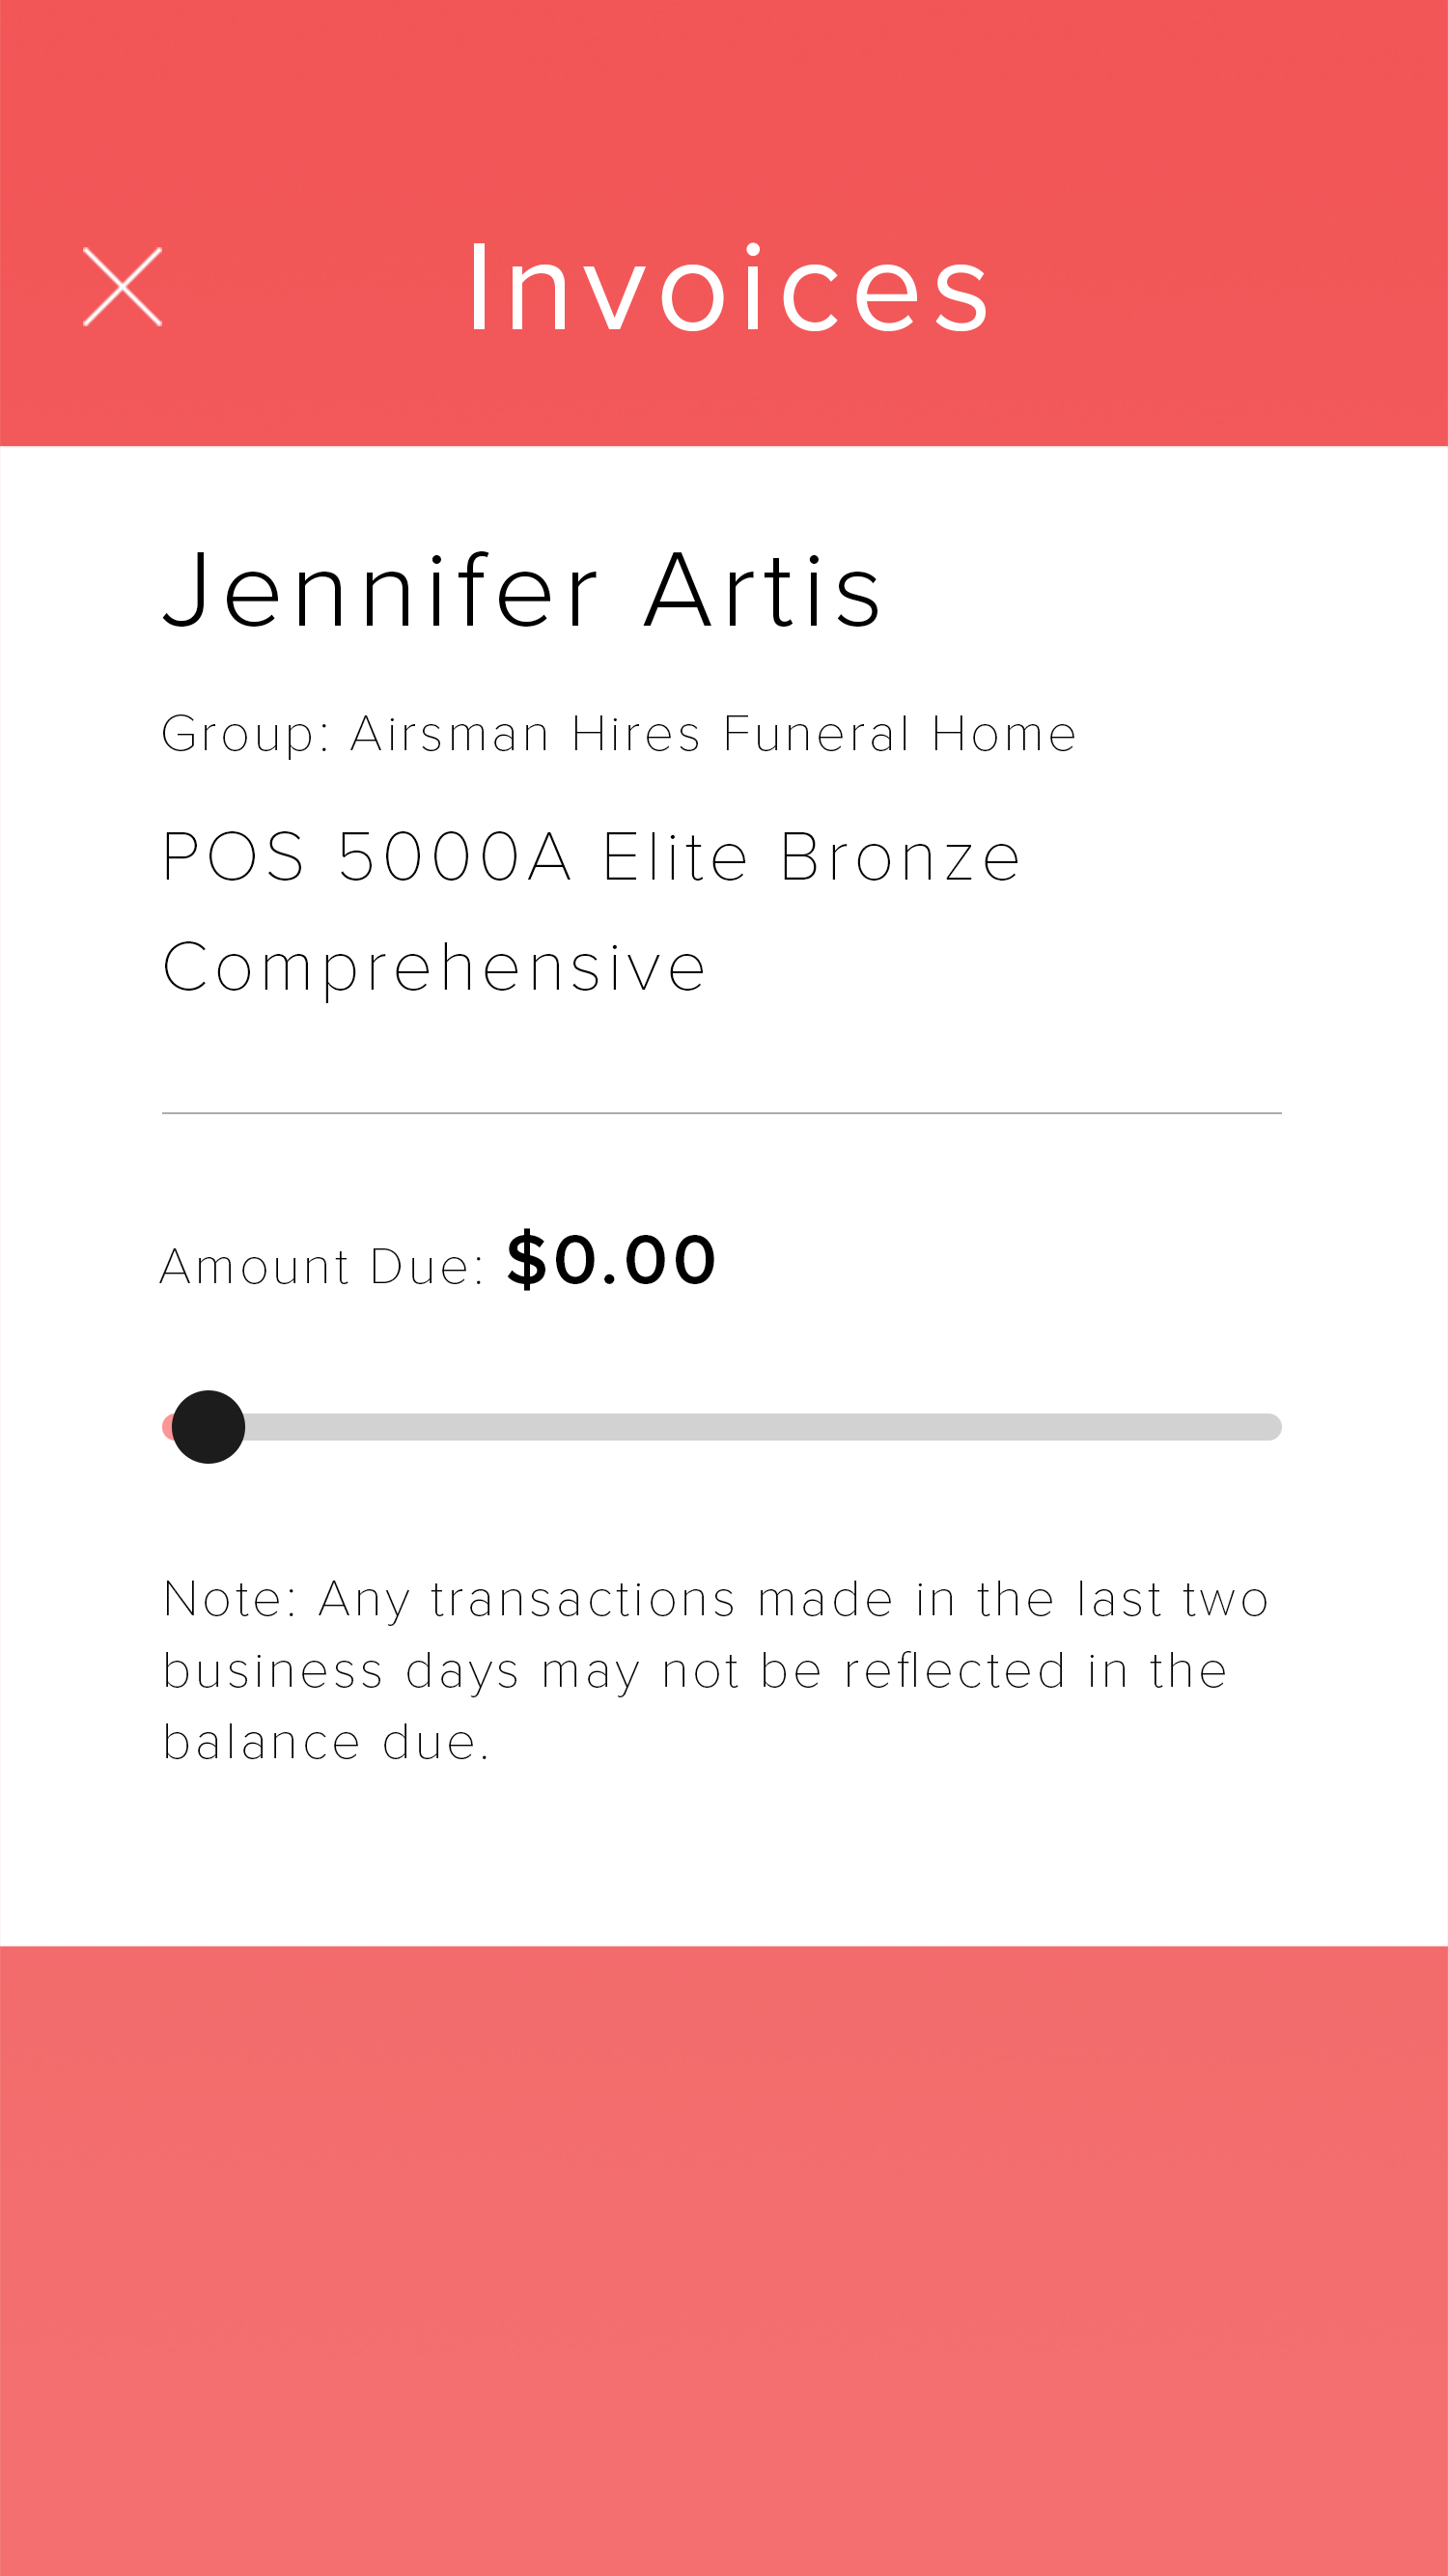 Invoices
Jennifer Artis
Group: Airsman Hires Funeral Home
POS 5000A Elite Bronze
Comprehensive
Amount Due: $0.00
Note: Any transactions made in the last two
business days may not be reflected in the
balance due.